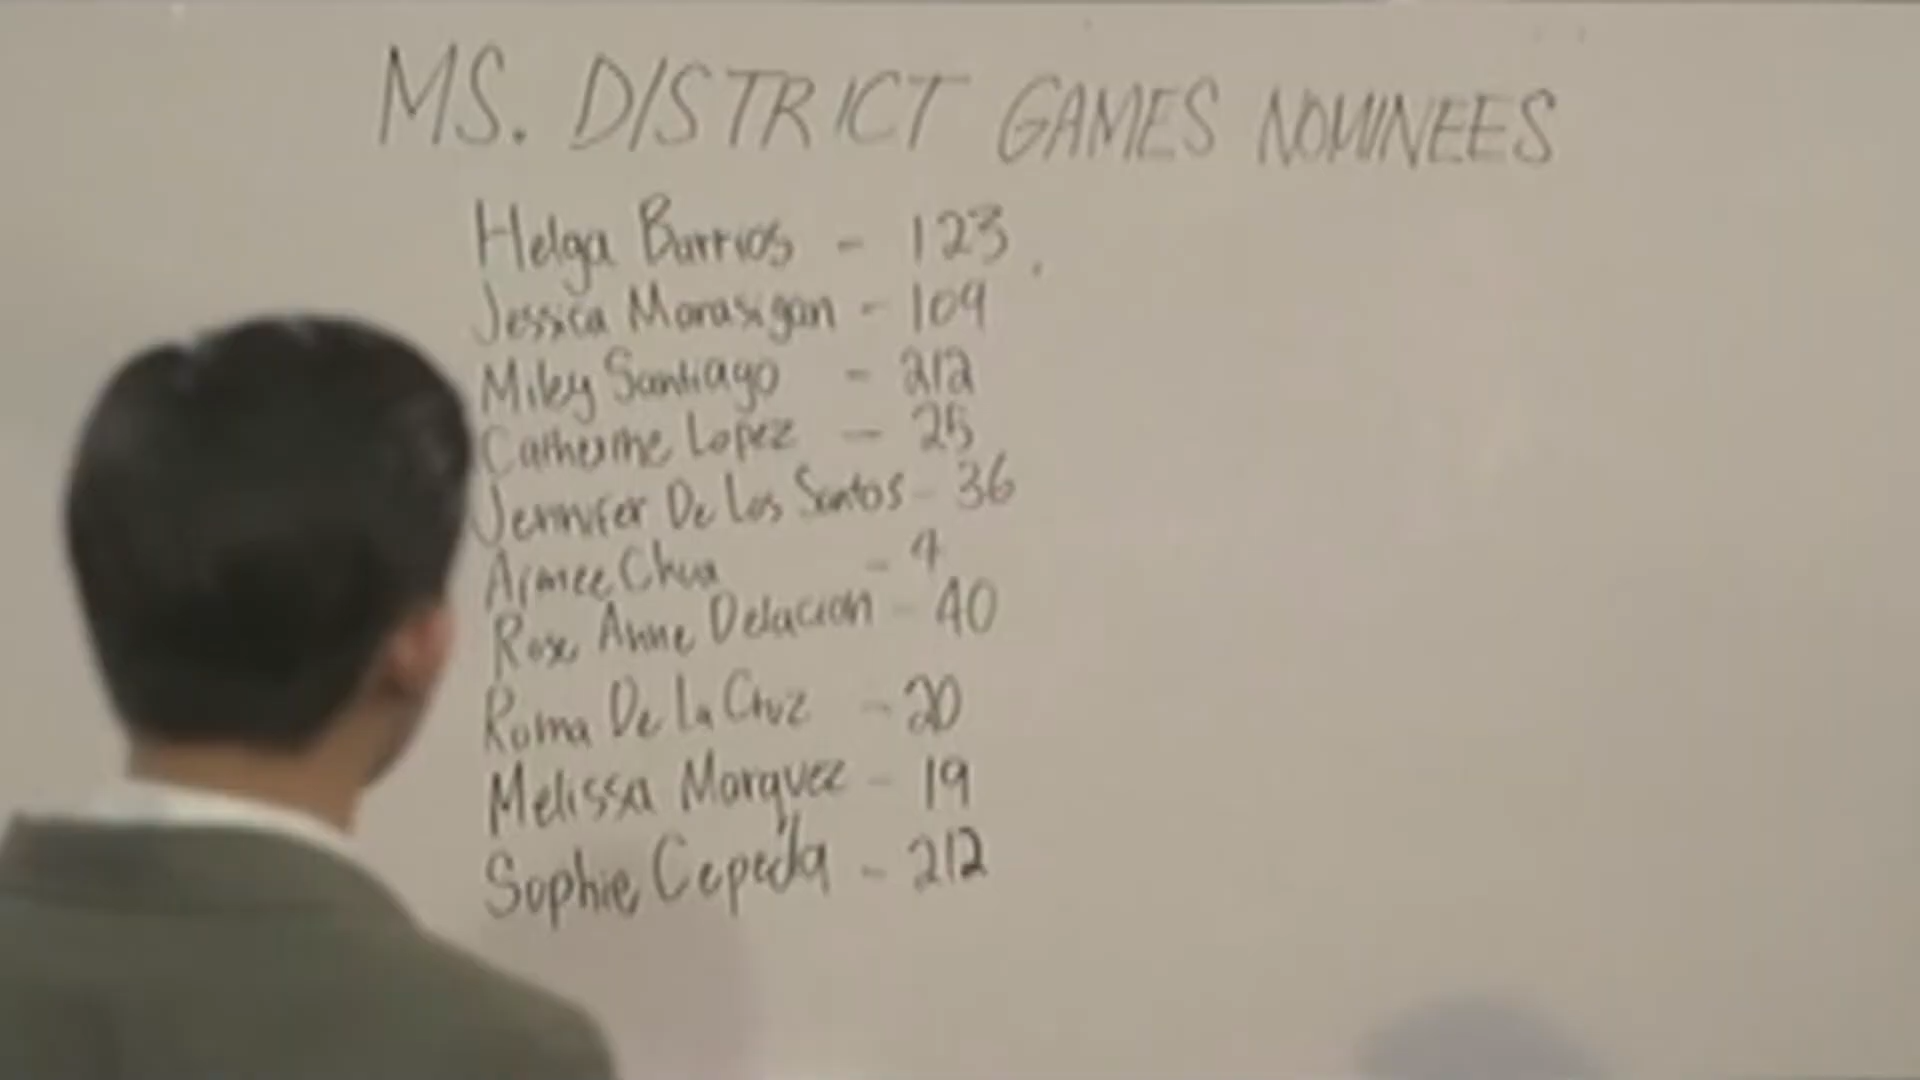 MS. DISTRICT GAMES NOMINEES
Helga Barrios - 123
Jessica Marasigan - 109
Miley Santiago - 212
Catherine Lopez - 25
Jennifer De Los Santos - 36
Aimee Chua - 4
Rose Anne Delacion - 40
Roma De La Cruz - 20
Melissa Marquez - 19
Sophie Cepeda - 212